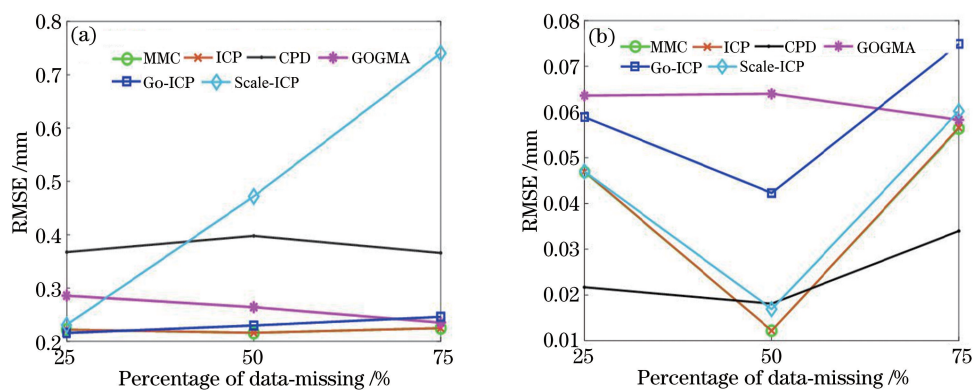 (a)
MMC ICP CPD GOGMA
Go-ICP Scale-ICP
0.8
0.7
0.6
0.5
0.4
0.3
0.2
RMSE /mm
25 50 75
Percentage of data-missing /%
(b)
MMC ICP CPD GOGMA
Go-ICP Scale-ICP
0.08
0.07
0.06
0.05
0.04
0.03
0.02
0.01
RMSE /mm
25 50 75
Percentage of data-missing /%